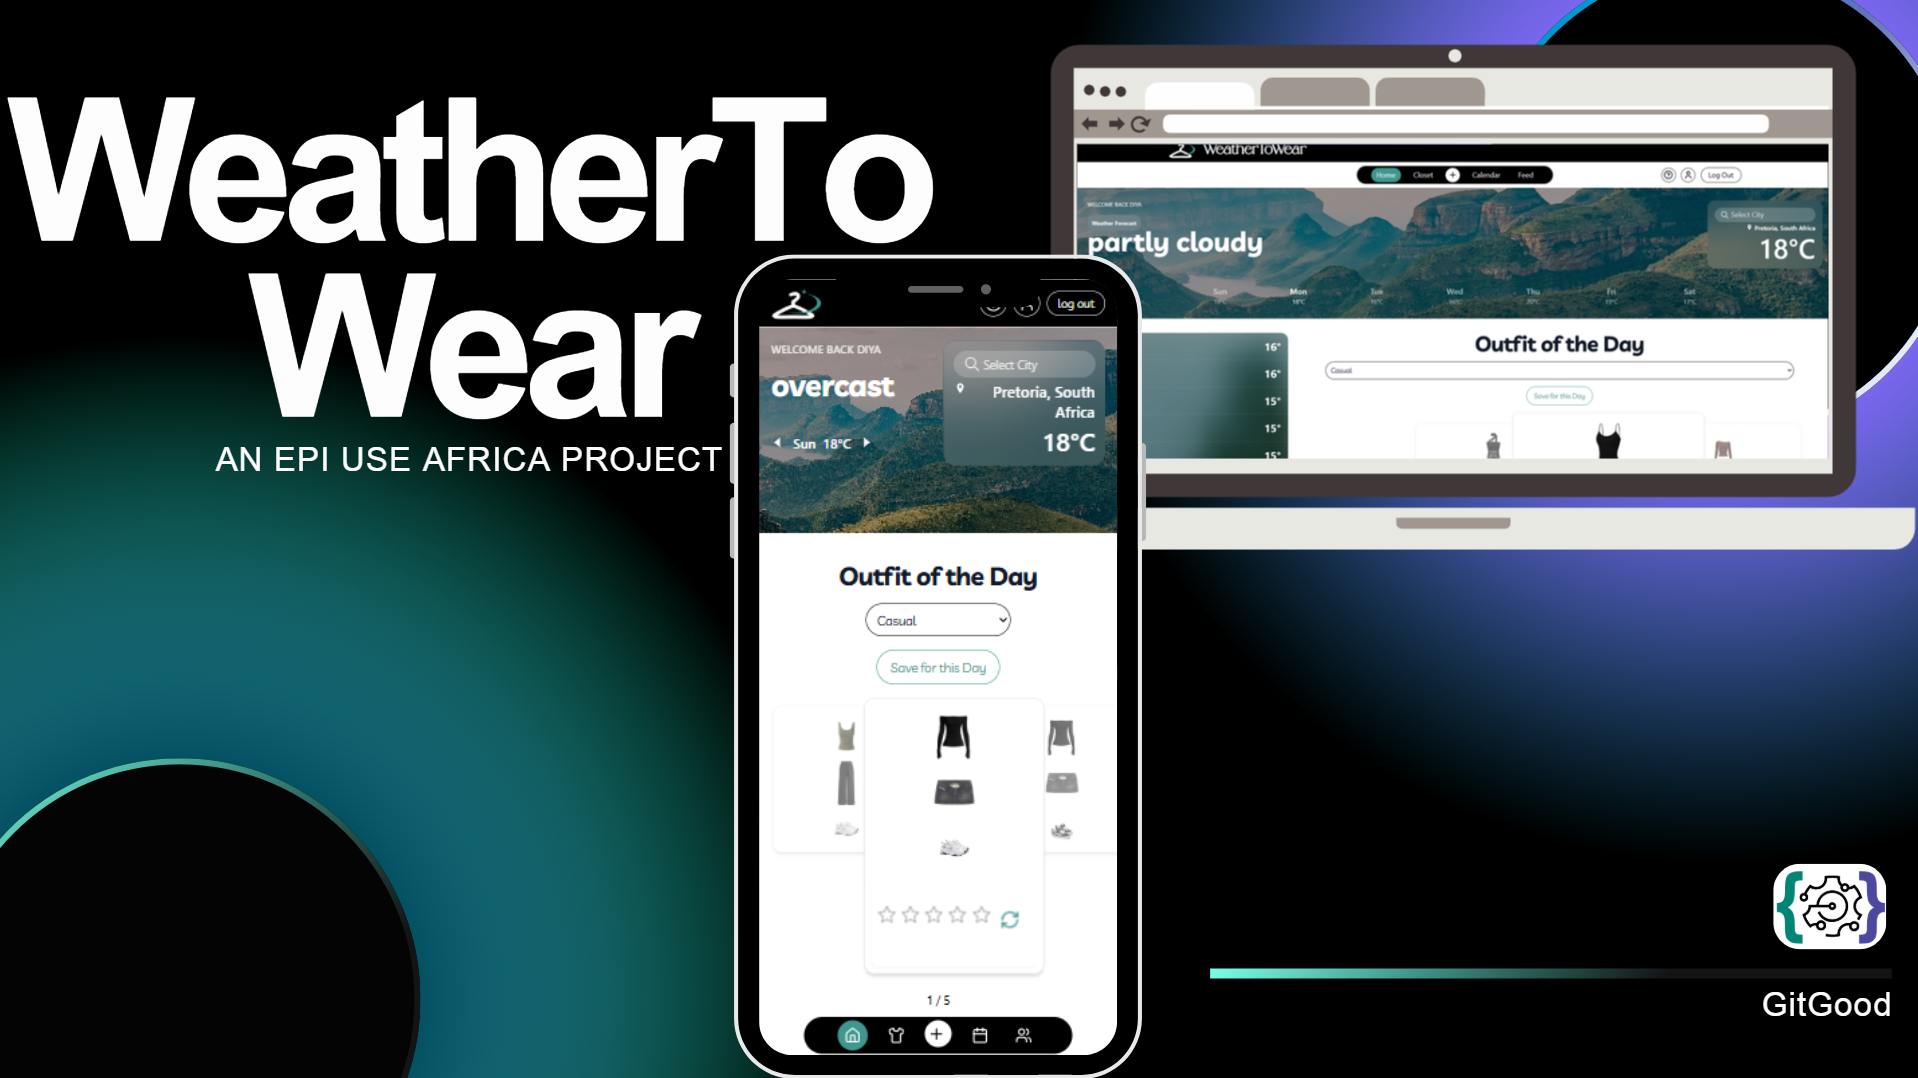 WeatherTo
Wear
AN EPI USE AFRICA PROJECT
WeatherToWear
Home Closet + Calendar Feed
Log Out
WELCOME BACK DIYA
Weather Forecast
partly cloudy
Select City
Pretoria, South Africa
18°C
Sun Mon Tue Wed Thu Fri Sat
18°C
16°
16°
15°
15°
15°
Outfit of the Day
Casual
Save for this Day
log out
WELCOME BACK DIYA
overcast
Sun 18°C
Select City
Pretoria, South
Africa
18°C
Outfit of the Day
Casual
Save for this Day
1 / 5
GitGood